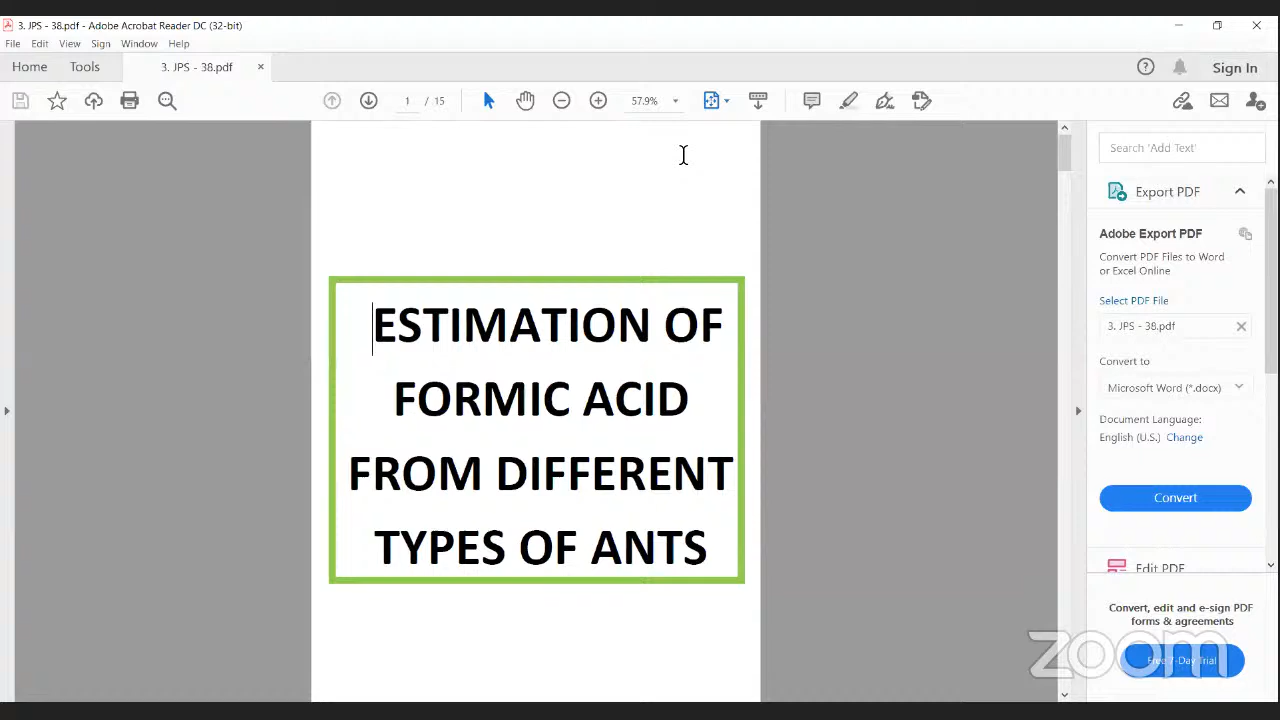 3. JPS - 38.pdf - Adobe Acrobat Reader DC (32-bit)
File Edit View Sign Window Help
Home Tools 3. JPS - 38.pdf × Sign In
1 / 15 57.9%
Search 'Add Text'
Export PDF
Adobe Export PDF
Convert PDF Files to Word
or Excel Online
Select PDF File
3. JPS - 38.pdf
Convert to
Microsoft Word (*.docx)
Document Language:
English (U.S.) Change
Convert
Edit PDF
Convert, edit and e-sign PDF
forms & agreements
Free 7-Day Trial
zoom
ESTIMATION OF
FORMIC ACID
FROM DIFFERENT
TYPES OF ANTS